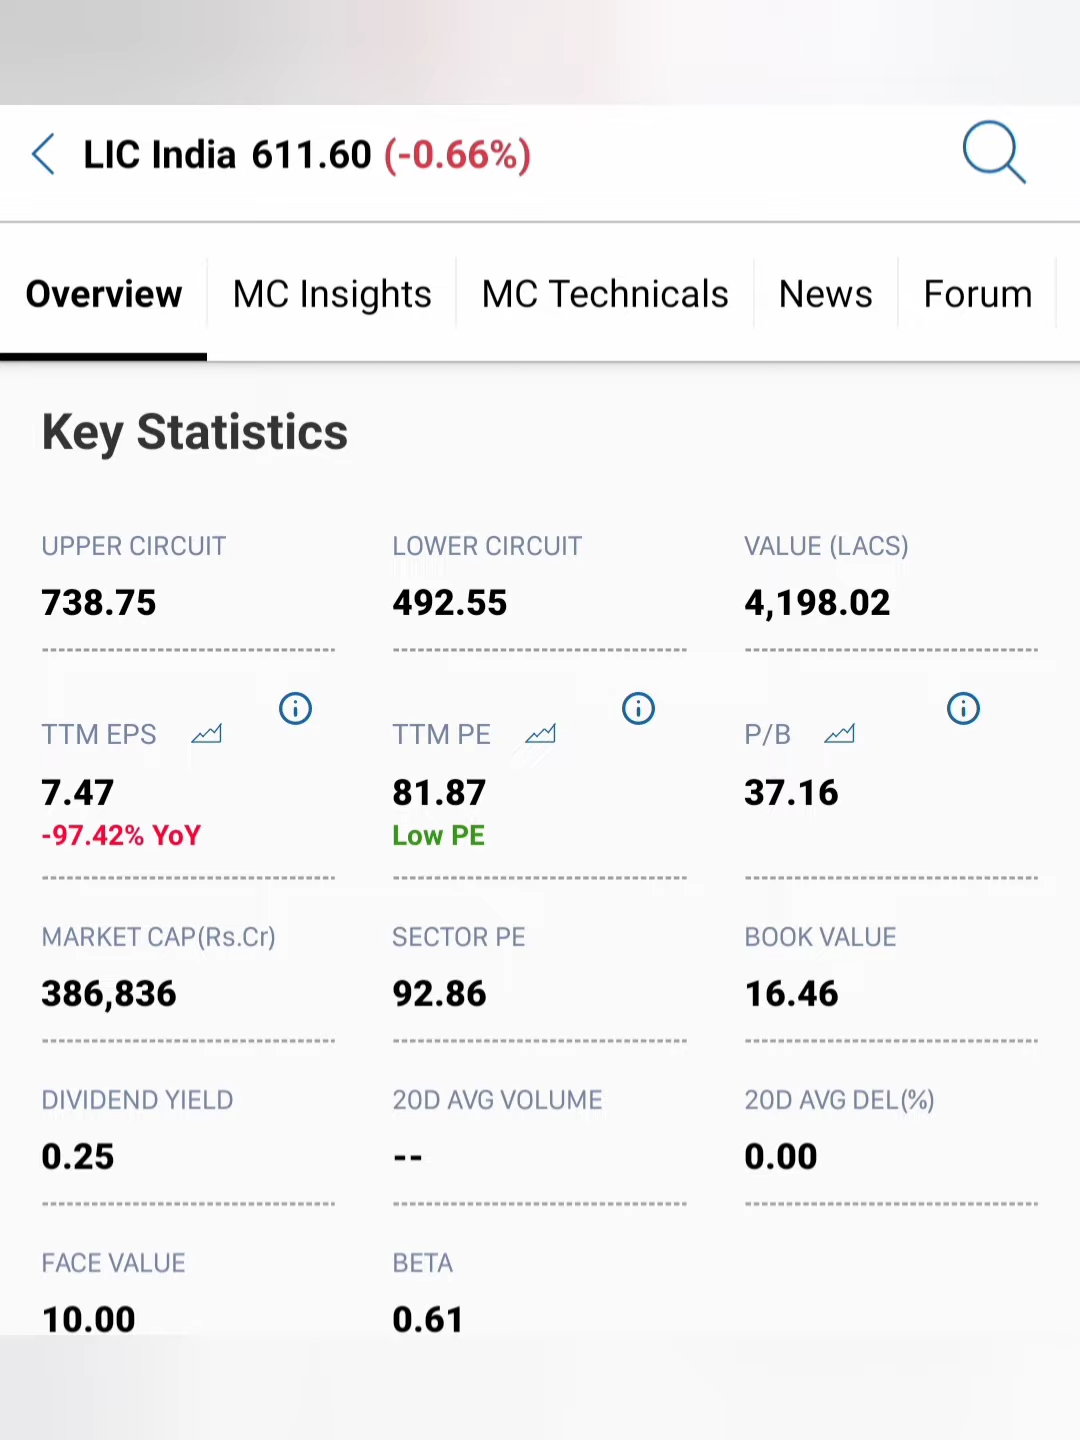 LIC India 611.60 (-0.66%)
Overview MC Insights MC Technicals News Forum
Key Statistics
UPPER CIRCUIT LOWER CIRCUIT VALUE (LACS)
738.75 492.55 4,198.02
TTM EPS TTM PE P/B
7.47 81.87 37.16
-97.42% YoY Low PE
MARKET CAP(Rs.Cr) SECTOR PE BOOK VALUE
386,836 92.86 16.46
DIVIDEND YIELD 20D AVG VOLUME 20D AVG DEL(%)
0.25 -- 0.00
FACE VALUE BETA
10.00 0.61